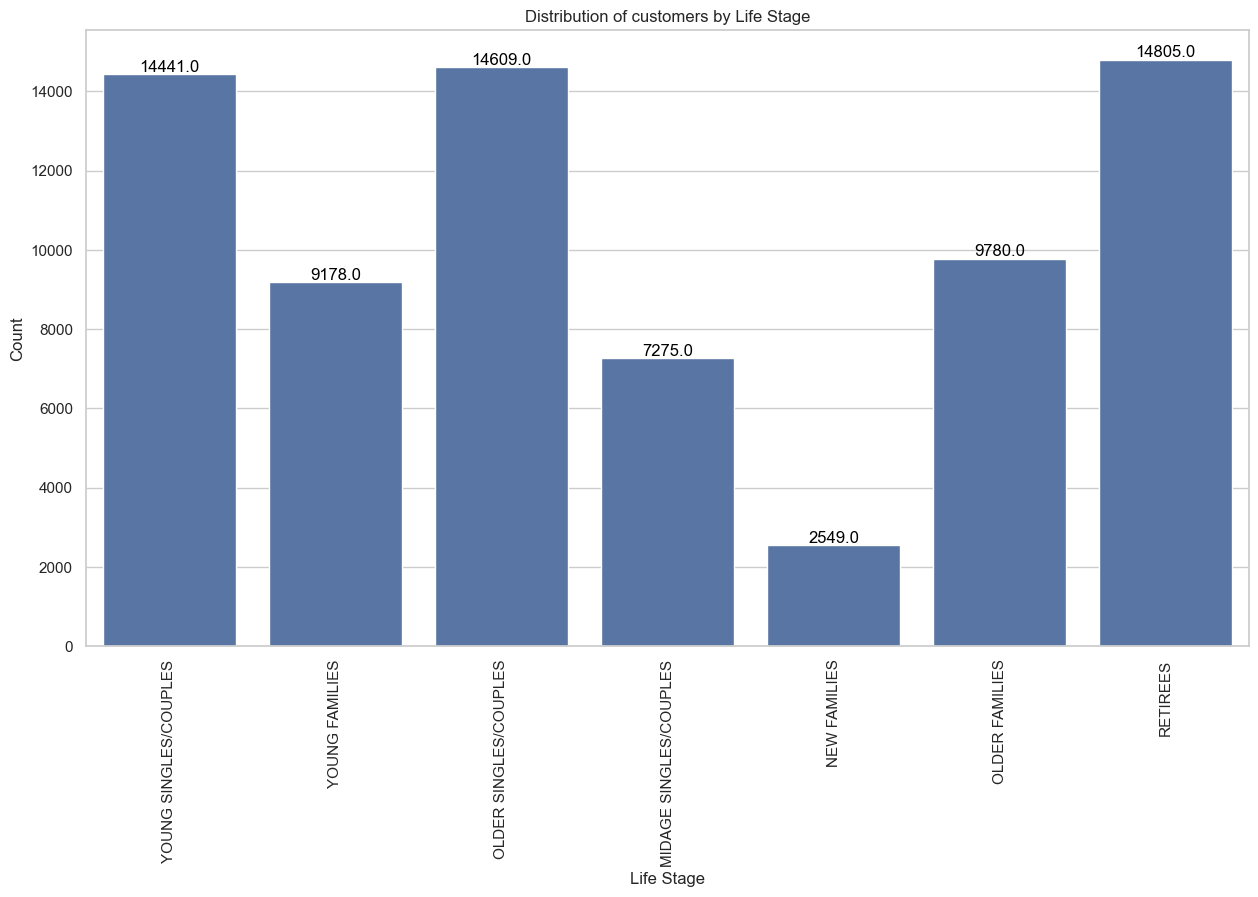 Distribution of customers by Life Stage
14441.0
9178.0
14609.0
7275.0
2549.0
9780.0
14805.0
14000
12000
10000
8000
6000
4000
2000
0
Count
YOUNG SINGLES/COUPLES
YOUNG FAMILIES
OLDER SINGLES/COUPLES
MIDAGE SINGLES/COUPLES
NEW FAMILIES
OLDER FAMILIES
RETIREES
Life Stage